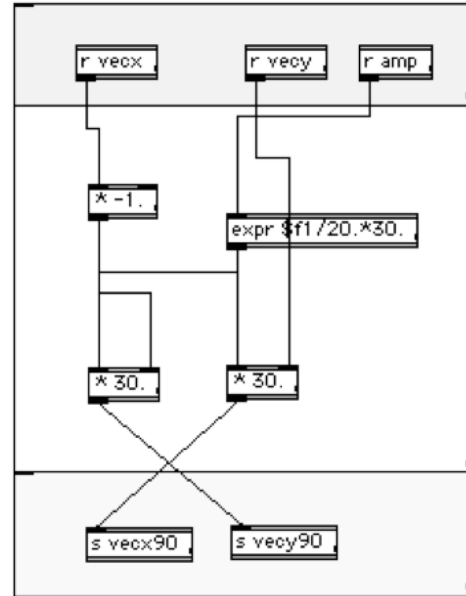 r vecx
r vecy
r amp
* -1.
expr $f1/20.*30.
* 30.
* 30.
s vecx90
s vecy90